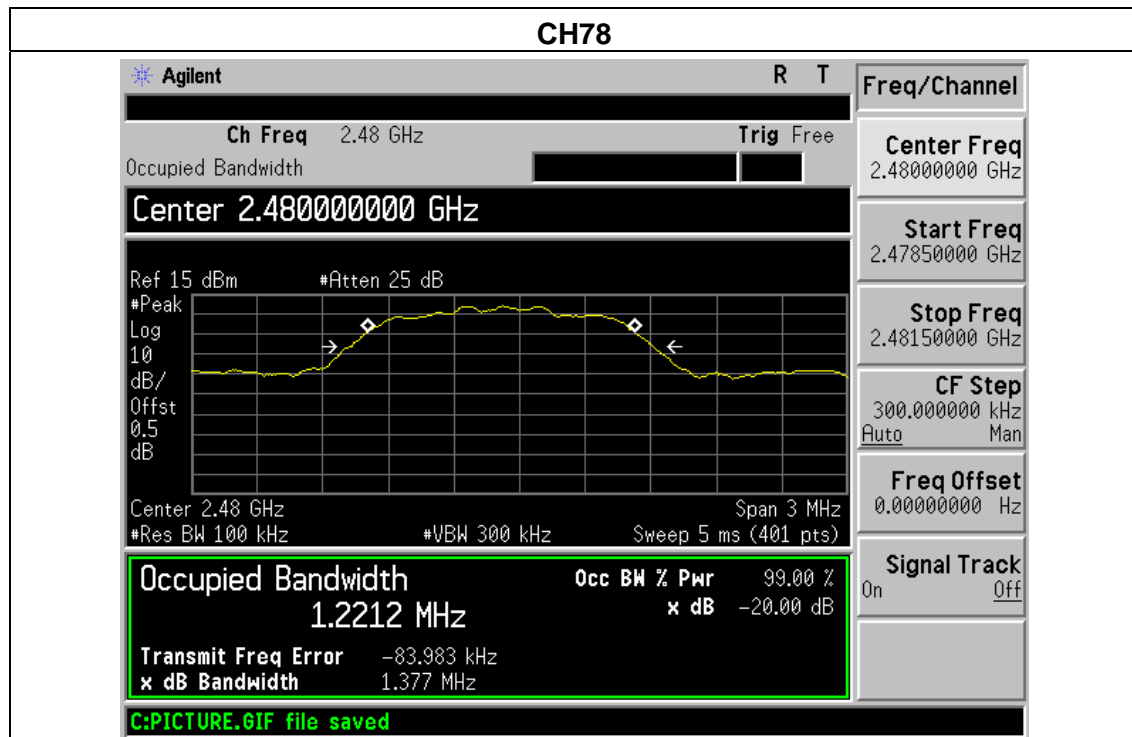 CH78
Agilent R T
Freq/Channel
Ch Freq 2.48 GHz Trig Free
Occupied Bandwidth
Center 2.480000000 GHz
Center Freq
2.48000000 GHz
Start Freq
2.47850000 GHz
Stop Freq
2.48150000 GHz
CF Step
300.000000 kHz
Auto Man
Freq Offset
0.00000000 Hz
Signal Track
On Off
Ref 15 dBm #Atten 25 dB
#Peak
Log
10
dB/
Offst
0.5
dB
Center 2.48 GHz Span 3 MHz
#Res BW 100 kHz #VBW 300 kHz Sweep 5 ms (401 pts)
Occupied Bandwidth Occ BW % Pwr 99.00 %
1.2212 MHz x dB -20.00 dB
Transmit Freq Error -83.983 kHz
x dB Bandwidth 1.377 MHz
C:PICTURE.GIF file saved